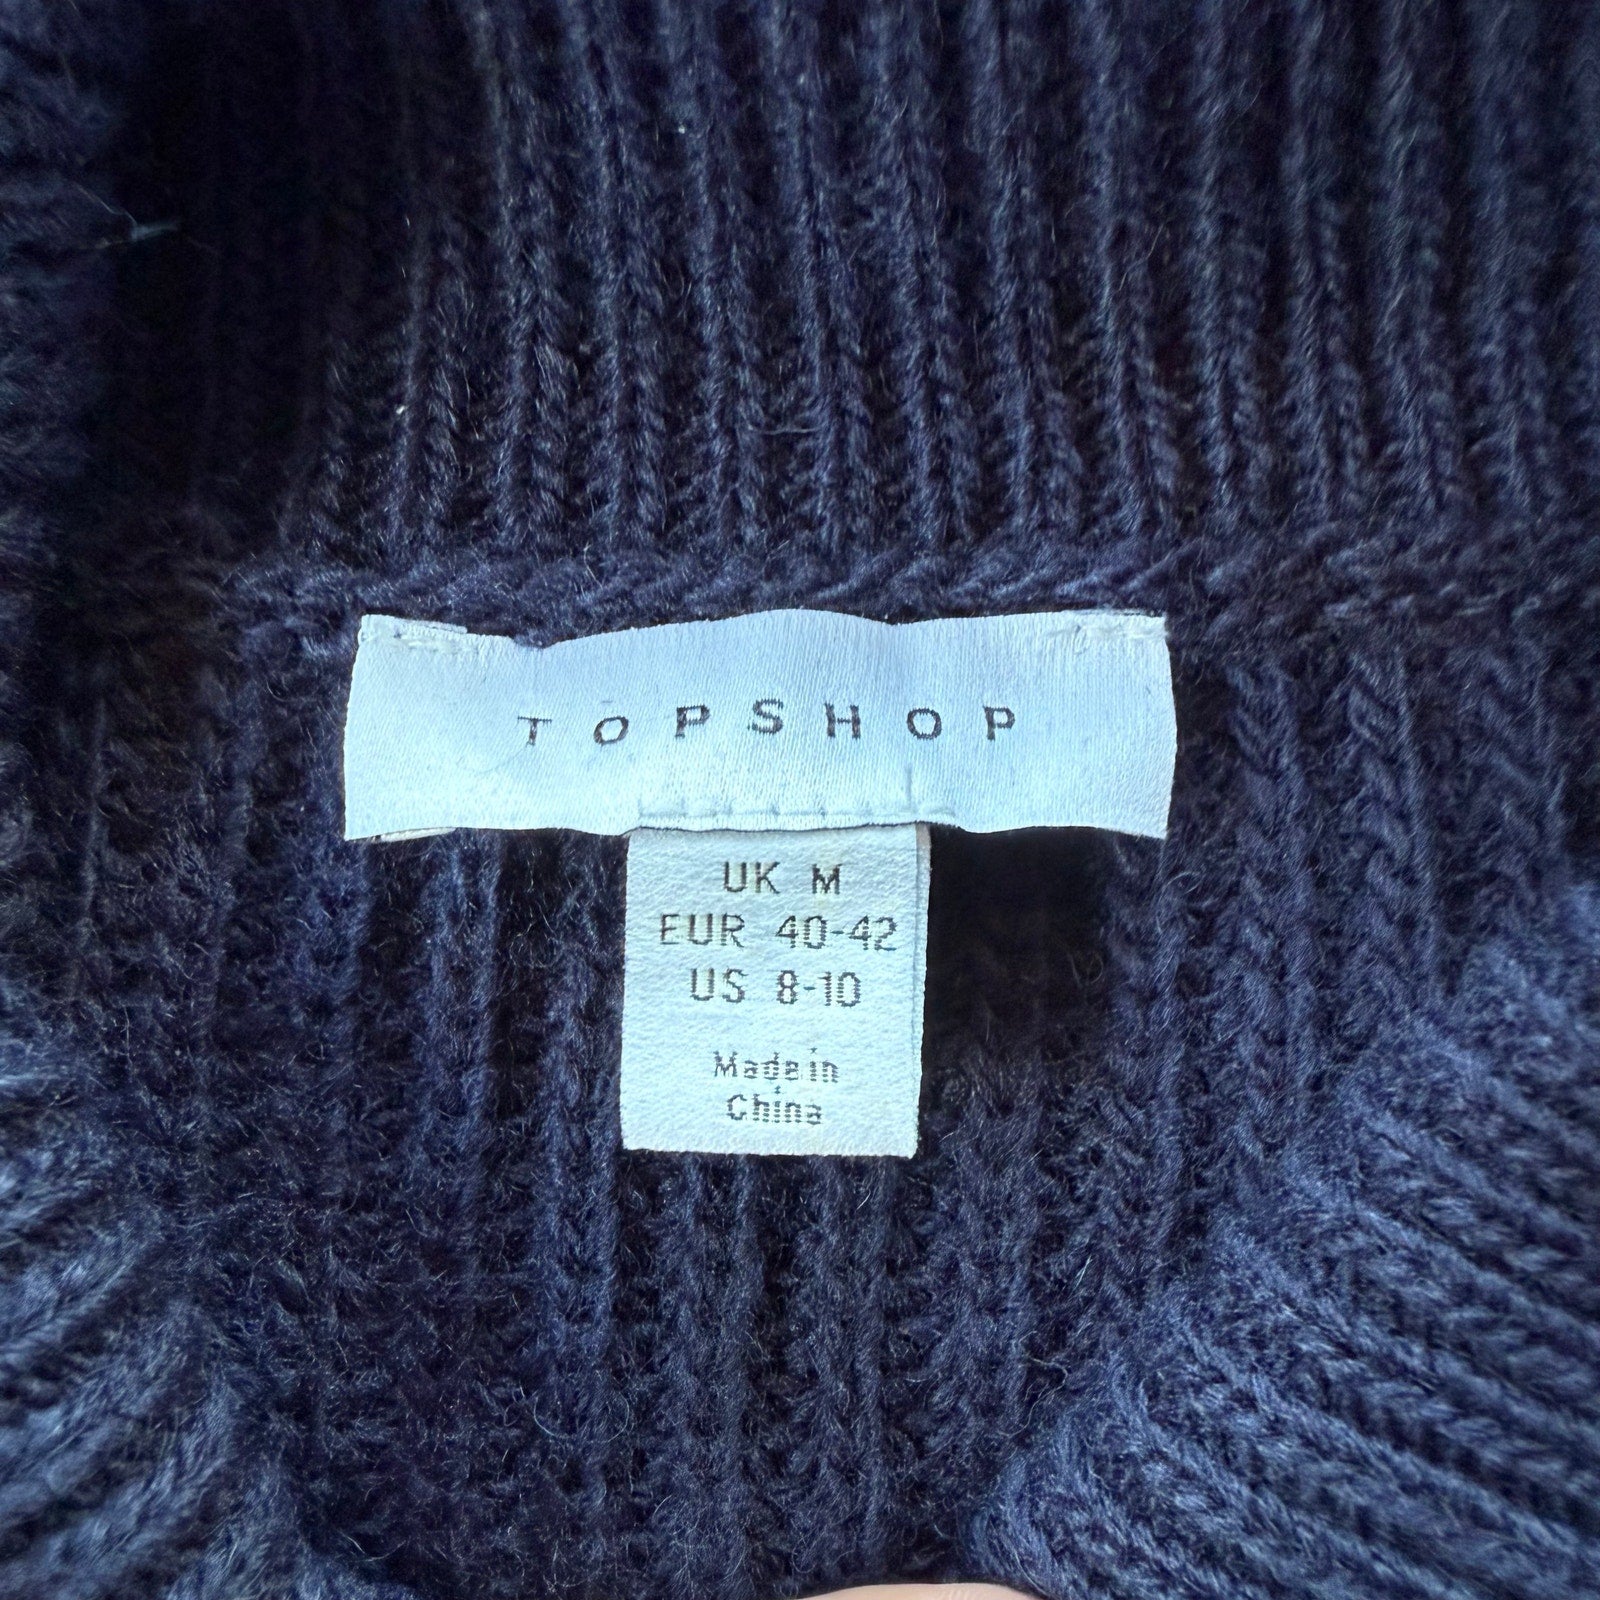 TOPSHOP
UK M
EUR 40-42
US 8-10
Made in
China